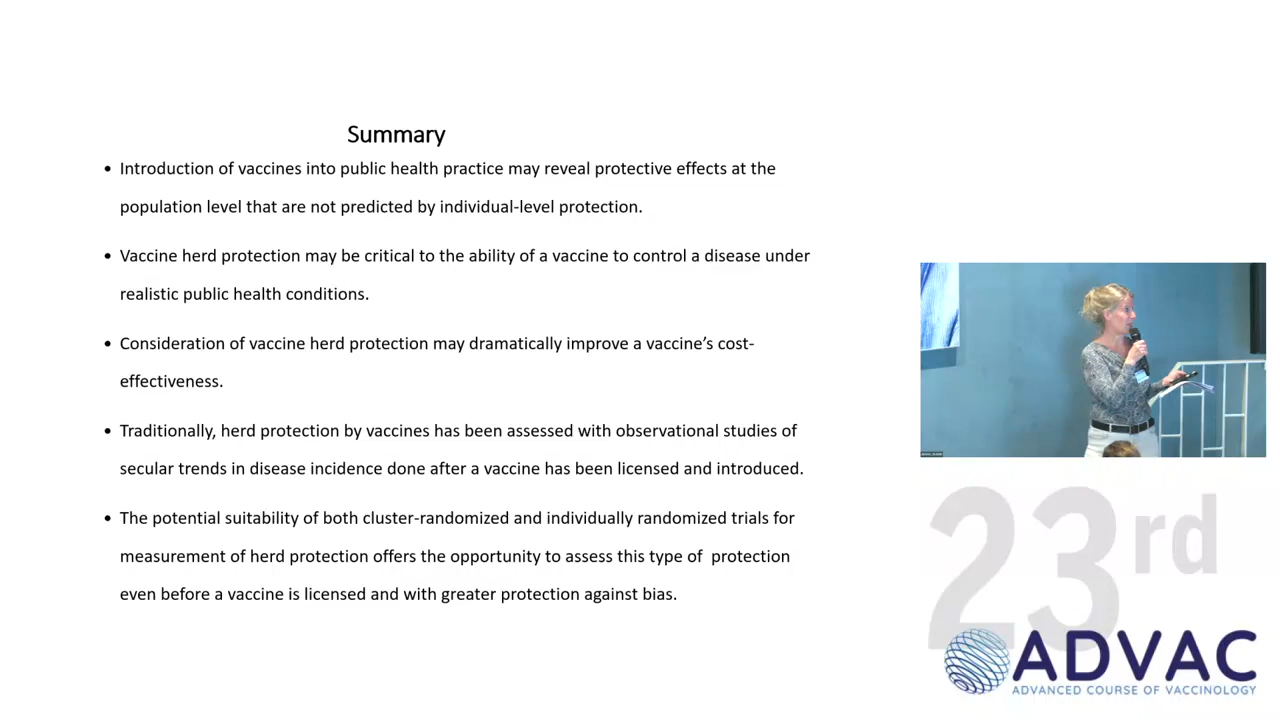 Summary
• Introduction of vaccines into public health practice may reveal protective effects at the
population level that are not predicted by individual-level protection.
• Vaccine herd protection may be critical to the ability of a vaccine to control a disease under
realistic public health conditions.
• Consideration of vaccine herd protection may dramatically improve a vaccine’s cost-
effectiveness.
• Traditionally, herd protection by vaccines has been assessed with observational studies of
secular trends in disease incidence done after a vaccine has been licensed and introduced.
• The potential suitability of both cluster-randomized and individually randomized trials for
measurement of herd protection offers the opportunity to assess this type of  protection
even before a vaccine is licensed and with greater protection against bias.
23rd
ADVAC
ADVANCED COURSE OF VACCINOLOGY